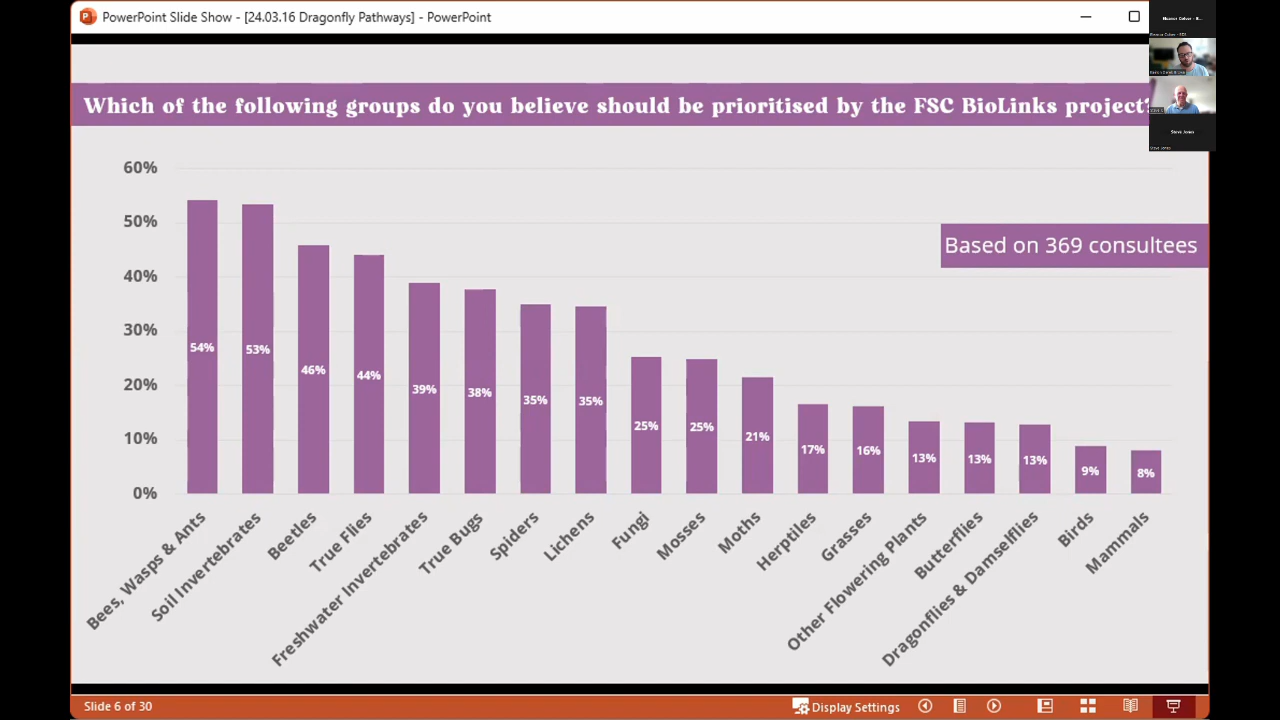 PowerPoint Slide Show - [24.03.16 Dragonfly Pathways] - PowerPoint
Which of the following groups do you believe should be prioritised by the FSC BioLinks project?
60%
50%
40%
30%
20%
10%
0%
Based on 369 consultees
54%
53%
46%
44%
39%
38%
35%
35%
25%
25%
21%
17%
16%
13%
13%
13%
9%
8%
Bees, Wasps & Ants
Soil Invertebrates
Beetles
True Flies
Freshwater Invertebrates
True Bugs
Spiders
Lichens
Fungi
Mosses
Moths
Herptiles
Grasses
Other Flowering Plants
Butterflies
Dragonflies & Damselflies
Birds
Mammals
Steve Jones
Steve Jones
Slide 6 of 30
Display Settings